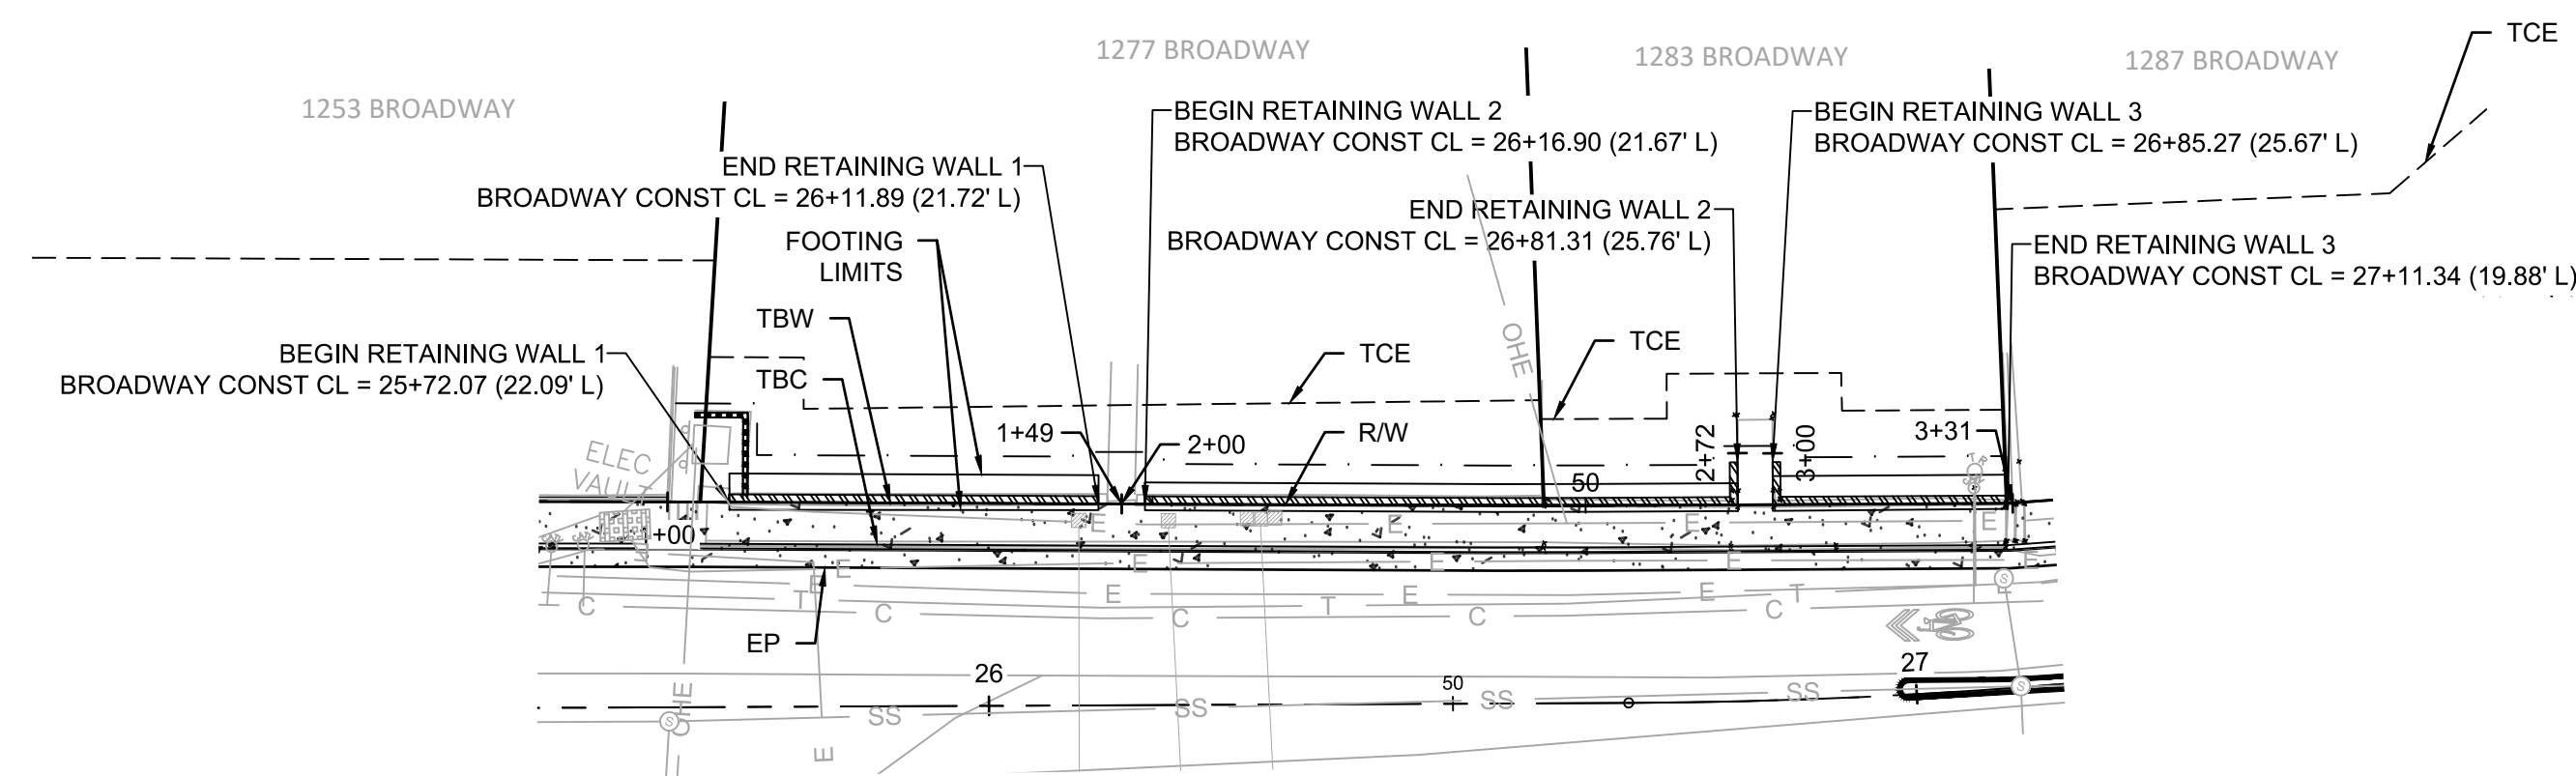 TCE
1277 BROADWAY
1283 BROADWAY
1287 BROADWAY
1253 BROADWAY
BEGIN RETAINING WALL 2
BROADWAY CONST CL = 26+16.90 (21.67' L)
BEGIN RETAINING WALL 3
BROADWAY CONST CL = 26+85.27 (25.67' L)
END RETAINING WALL 1
BROADWAY CONST CL = 26+11.89 (21.72' L)
END RETAINING WALL 2
BROADWAY CONST CL = 26+81.31 (25.76' L)
FOOTING
LIMITS
END RETAINING WALL 3
BROADWAY CONST CL = 27+11.34 (19.88' L)
TBW
OHE
TCE
TCE
BEGIN RETAINING WALL 1
BROADWAY CONST CL = 25+72.07 (22.09' L)
TBC
1+49
2+00
R/W
2+72
3+00
3+31
ELEC
VAULT
50
+00
E
E
E
E
E
E
E
E
E
E
C
T
E
C
E
C
T
E
C
E
C
T
EP
26
50
27
OHE
E
SS
SS
SS
SS
S
S
S